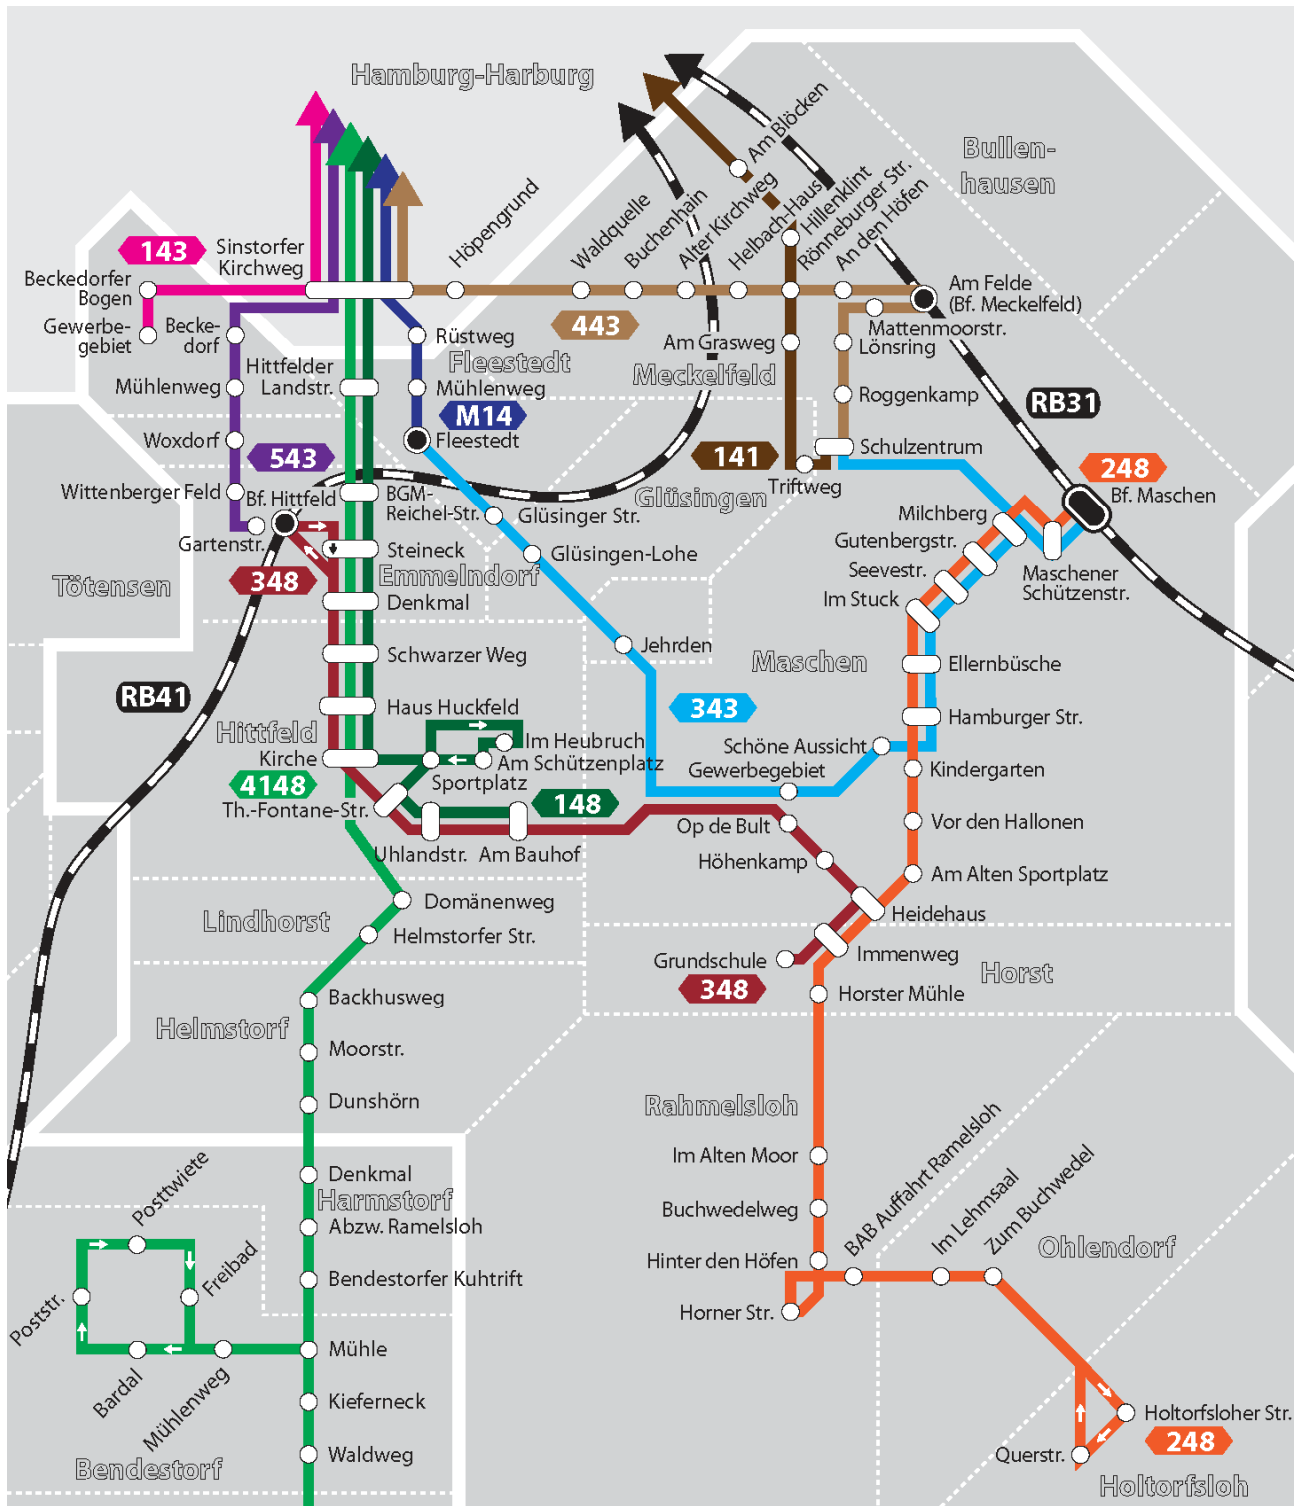 Hamburg-Harburg
Am Blöcken
Bullen-
hausen
143
Sinstorfer
Kirchweg
Höpengrund
Waldquelle
Buchenhain
Alter Kirchweg
Helbach-Haus
Hillenklint
Rönneburger Str.
An den Höfen
Beckedorfer
Bogen
Am Felde
(Bf. Meckelfeld)
Gewerbe-
gebiet
Becke-
dorf
443
Rüstweg
Mattenmoorstr.
Am Grasweg
Lönsring
Hittfelder
Landstr.
Fleestedt
Meckelfeld
Mühlenweg
Mühlenweg
Roggenkamp
RB31
M14
Woxdorf
Fleestedt
Schulzentrum
543
141
248
Wittenberger Feld
Bf. Hittfeld
BGM-
Reichel-Str.
Glüsingen
Triftweg
Bf. Maschen
Gartenstr.
Glüsinger Str.
Milchberg
Steineck
Glüsingen-Lohe
Gutenbergstr.
Tötensen
348
Emmelndorf
Seevestr.
Maschener
Schützenstr.
Denkmal
Im Stuck
Schwarzer Weg
Jehrden
Maschen
Ellernbüsche
RB41
Haus Huckfeld
343
Hamburger Str.
Hittfeld
Kirche
Im Heubruch
Am Schützenplatz
Schöne Aussicht
Gewerbegebiet
Kindergarten
4148
Sportplatz
Th.-Fontane-Str.
148
Op de Bult
Vor den Hallonen
Uhlandstr.
Am Bauhof
Höhenkamp
Am Alten Sportplatz
Lindhorst
Domänenweg
Heidehaus
Helmstorfer Str.
Immenweg
Grundschule
Horst
348
Horster Mühle
Backhusweg
Helmstorf
Moorstr.
Dunshörn
Rahmelsloh
Im Alten Moor
BAB Auffahrt Ramelsloh
Im Lehmsaal
Zum Buchwedel
Denkmal
Posttwiete
Harmstorf
Buchwedelweg
Abzw. Ramelsloh
Ohlendorf
Freibad
Hinter den Höfen
Bendestorfer Kuhtrift
Poststr.
Horner Str.
Mühle
Bardal
Mühlenweg
Kieferneck
Holtorfsloher Str.
248
Waldweg
Querstr.
Bendestorf
Holtorfsloh